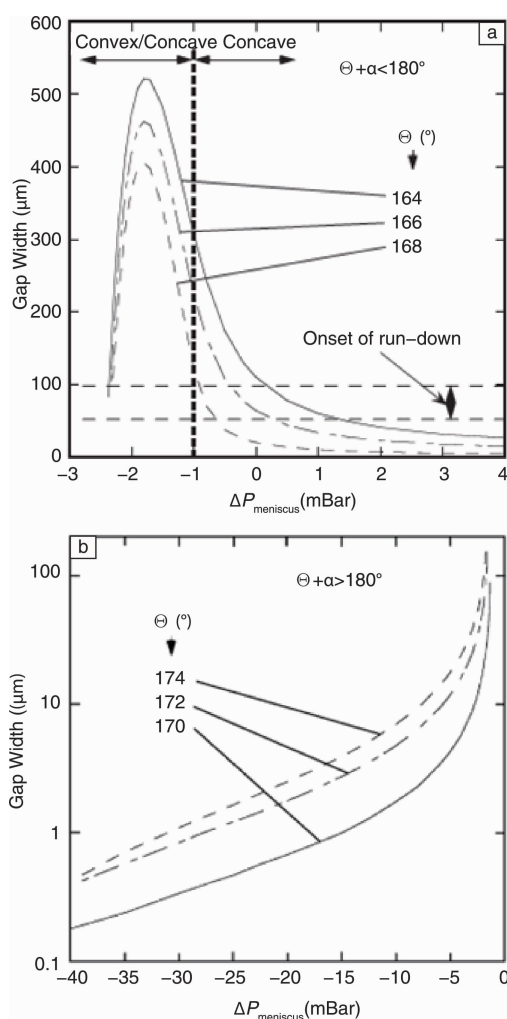 600
Convex/Concave Concave
a
500
Θ+α<180°
Θ (°)
400
164
300
166
168
200
Onset of run–down
100
0
Gap Width (μm)
–3 –2 –1 0 1 2 3 4
ΔPmeniscus(mBar)
b
100
Θ+α>180°
Θ (°)
174
10
172
170
1
0.1
Gap Width ((μm)
–40 –35 –30 –25 –20 –15 –10 –5 0
ΔPmeniscus(mBar)